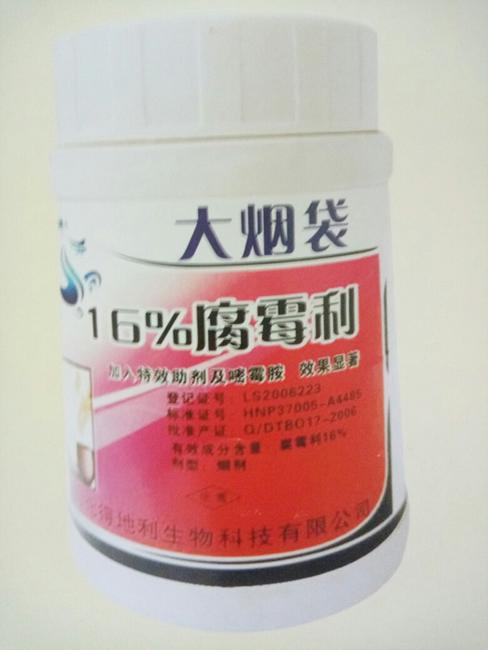 大烟袋
16%腐霉利
加入特效助剂及嘧霉胺 效果显著
登记证号: LS2006223
标准证号: HNP37005-A4485
批准产证: Q/DTBO17-2006
有效成分含量 腐霉利16%
剂型: 烟剂
得地利生物科技有限公司